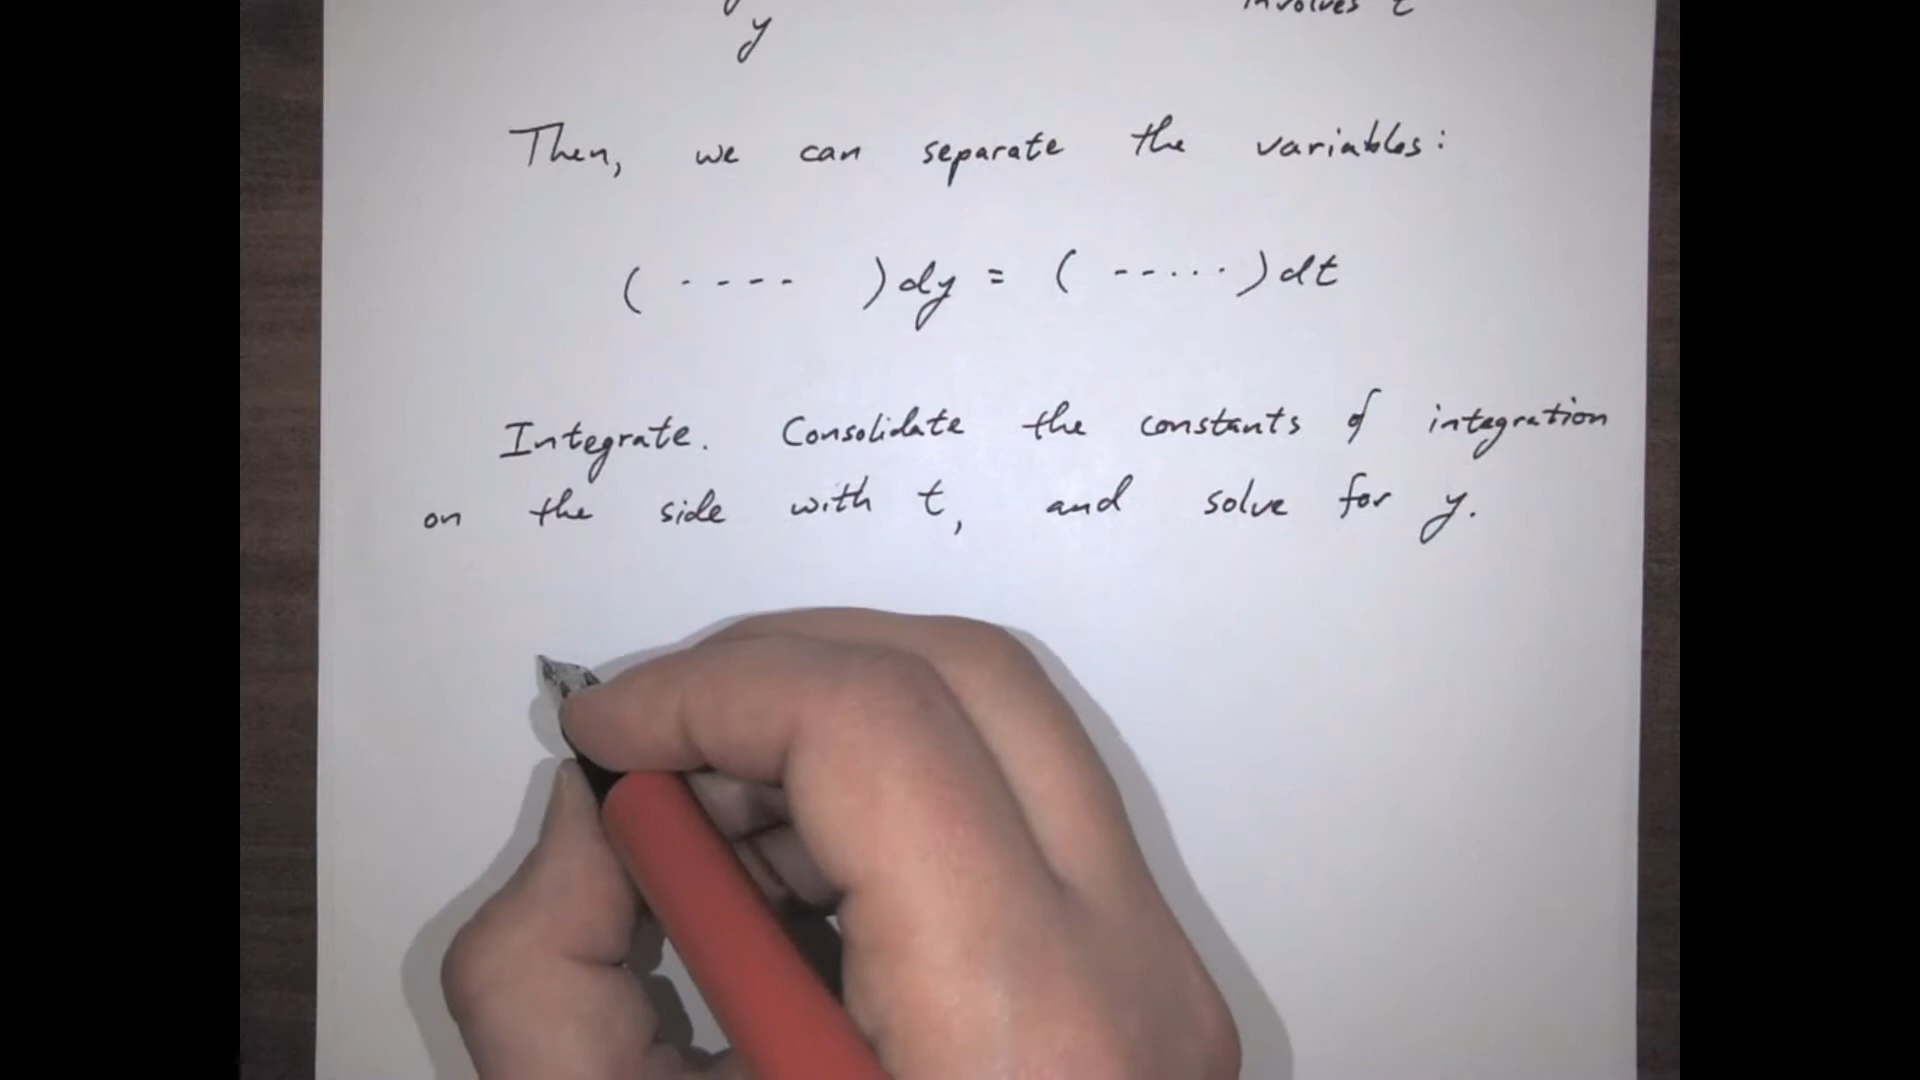 y involves t
Then, we can separate the variables:
( ---- ) dy = ( ----- ) dt
Integrate. Consolidate the constants of integration
on the side with t, and solve for y.